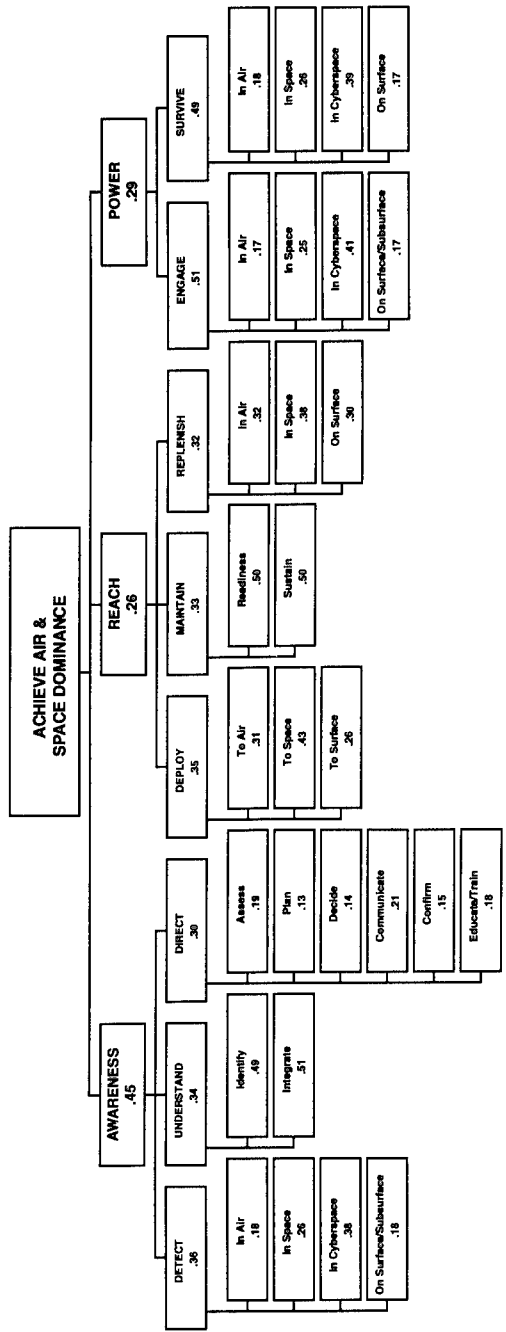 ACHIEVE AIR &
SPACE DOMINANCE
AWARENESS
.45
REACH
.26
POWER
.29
DETECT
.36
UNDERSTAND
.34
DIRECT
.30
DEPLOY
.35
MAINTAIN
.33
REPLENISH
.32
ENGAGE
.51
SURVIVE
.49
In Air
.18
In Space
.26
In Cyberspace
.38
On Surface/Subsurface
.18
Identify
.49
Integrate
.51
Assess
.19
Plan
.13
Decide
.14
Communicate
.21
Confirm
.15
Educate/Train
.18
To Air
.31
To Space
.43
To Surface
.26
Readiness
.50
Sustain
.50
In Air
.32
In Space
.38
On Surface
.30
In Air
.17
In Space
.25
In Cyberspace
.41
On Surface/Subsurface
.17
In Air
.18
In Space
.26
In Cyberspace
.39
On Surface
.17